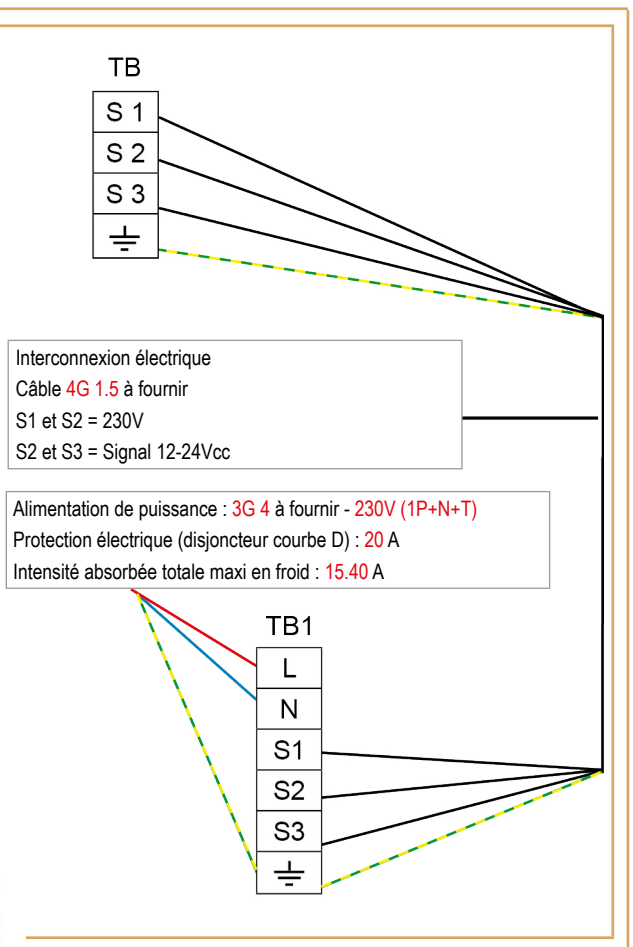 TB
S 1
S 2
S 3
Interconnexion électrique
Câble 4G 1.5 à fournir
S1 et S2 = 230V
S2 et S3 = Signal 12-24Vcc
Alimentation de puissance : 3G 4 à fournir - 230V (1P+N+T)
Protection électrique (disjoncteur courbe D) : 20 A
Intensité absorbée totale maxi en froid : 15.40 A
TB1
L
N
S1
S2
S3